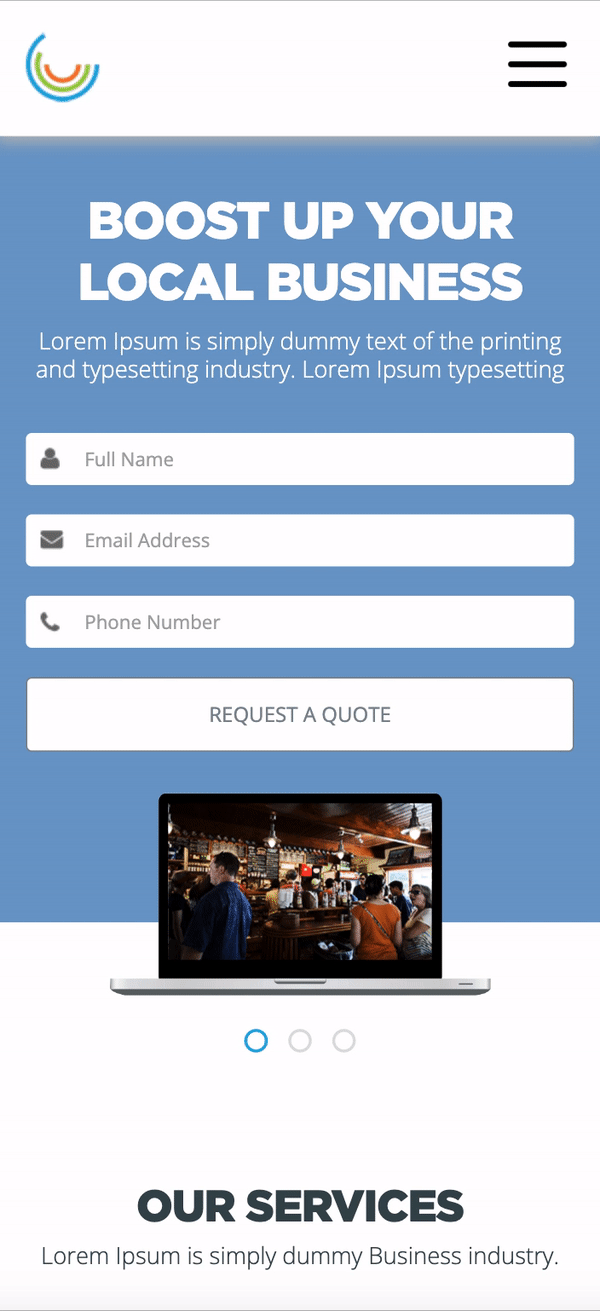 BOOST UP YOUR
LOCAL BUSINESS
Lorem Ipsum is simply dummy text of the printing
and typesetting industry. Lorem Ipsum typesetting
Full Name
Email Address
Phone Number
REQUEST A QUOTE
OUR SERVICES
Lorem Ipsum is simply dummy Business industry.